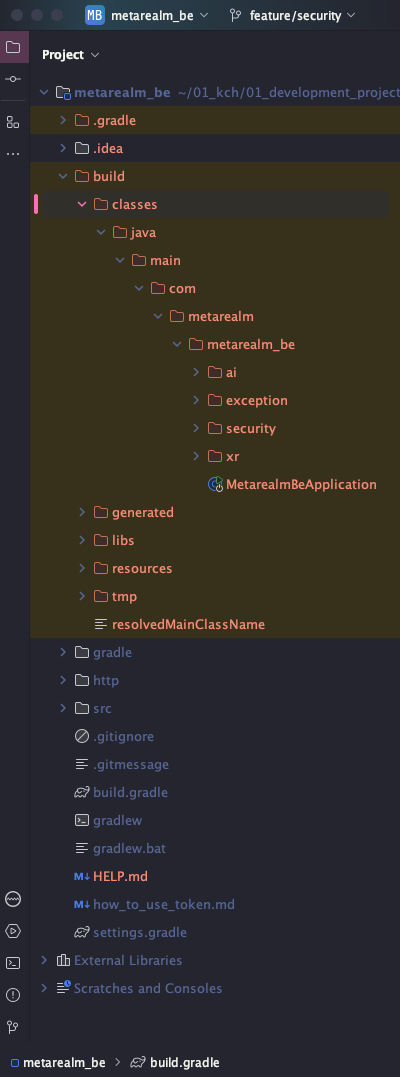 MB metarealm_be feature/security
Project
metarealm_be ~/01_kch/01_development_project
.gradle
.idea
build
classes
java
main
com
metarealm
metarealm_be
ai
exception
security
xr
MetarealmBeApplication
generated
libs
resources
tmp
resolvedMainClassName
gradle
http
src
.gitignore
.gitmessage
build.gradle
gradlew
gradlew.bat
M↓ HELP.md
M↓ how_to_use_token.md
settings.gradle
External Libraries
Scratches and Consoles
metarealm_be > build.gradle